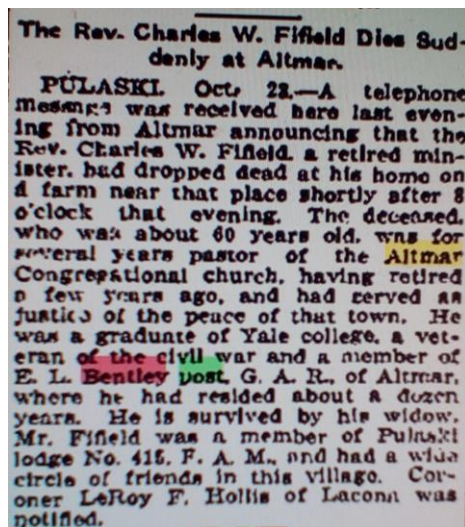 The Rev. Charles W. Fifield Dies Sud-
denly at Altmar.
PULASKI. Oct. 23.—A telephone
message was received here last even-
ing from Altmar announcing that the
Rev. Charles W. Fifield, a retired min-
ister, had dropped dead at his home on
a farm near that place shortly after 8
o'clock that evening. The deceased,
who was about 60 years old, was for
several years pastor of the Altmar
Congregational church, having retired
a few years ago, and had served as
justice of the peace of that town. He
was a graduate of Yale college, a vet-
eran of the civil war and a member of
E. L. Bentley post, G. A. R., of Altmar,
where he had resided about a dozen
years. He is survived by his widow.
Mr. Fifield was a member of Pulaski
lodge No. 415, F. A. M., and had a wide
circle of friends in this village. Cor-
oner LeRoy F. Hollis of Lacona was
notified.